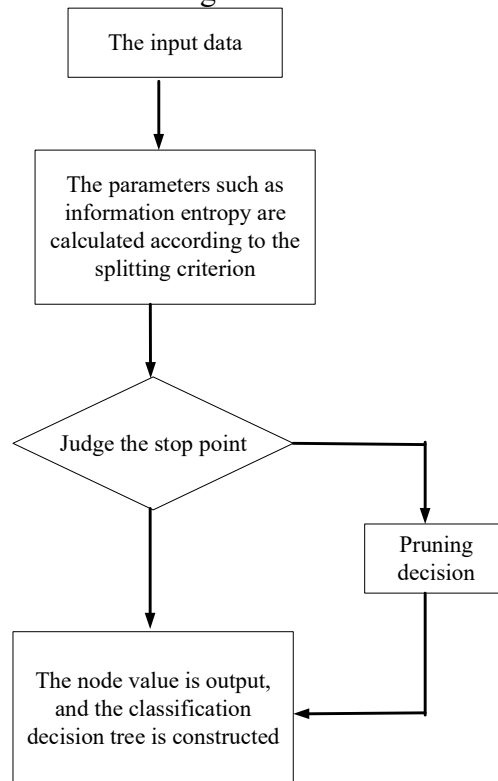 The input data
The parameters such as
information entropy are
calculated according to the
splitting criterion
Judge the stop point
Pruning
decision
The node value is output,
and the classification
decision tree is constructed